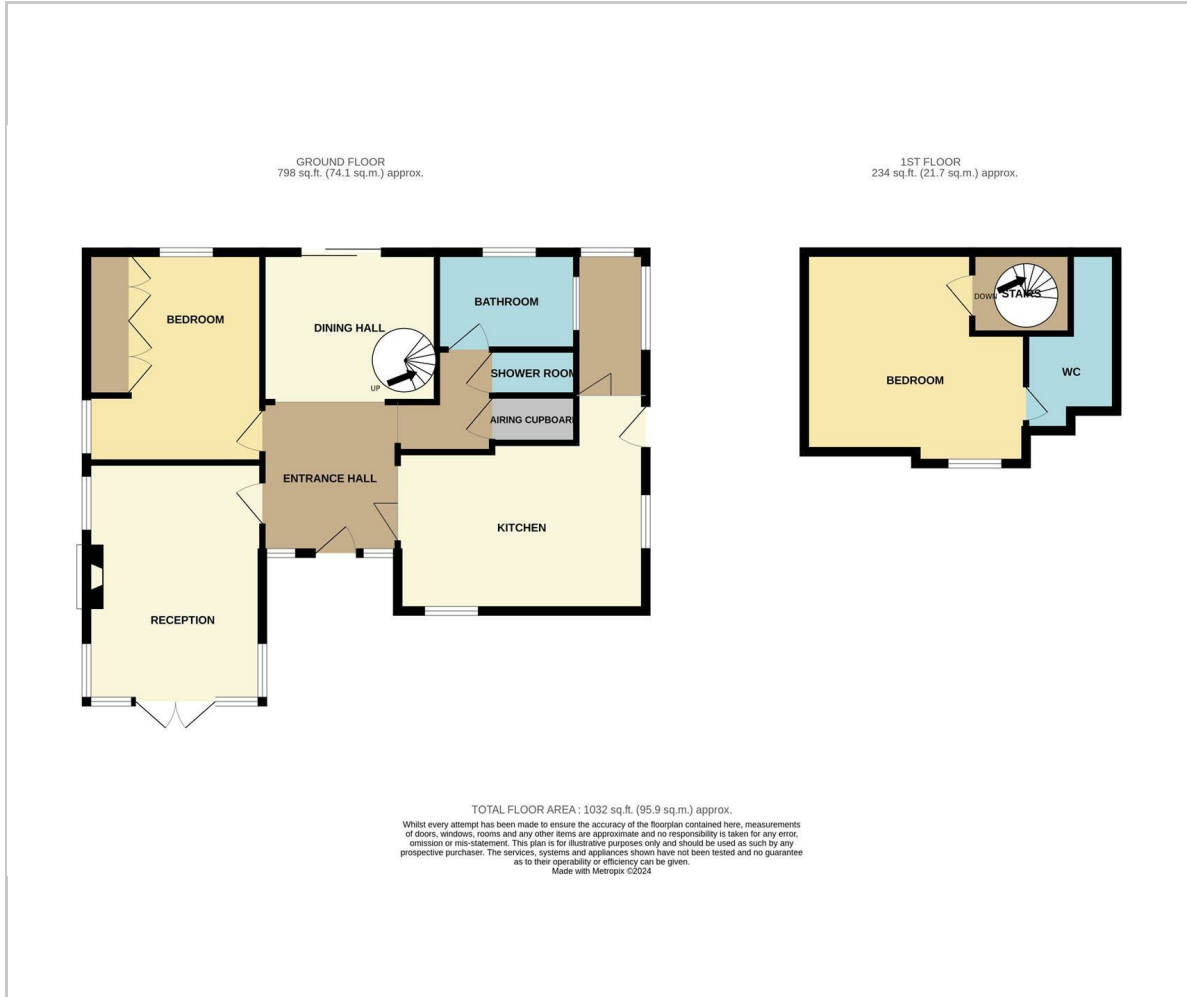 GROUND FLOOR
798 sq.ft. (74.1 sq.m.) approx.
1ST FLOOR
234 sq.ft. (21.7 sq.m.) approx.
BEDROOM
DINING HALL
UP
BATHROOM
SHOWER ROOM
AIRING CUPBOARD
ENTRANCE HALL
KITCHEN
RECEPTION
DOWN
STAIRS
BEDROOM
WC
TOTAL FLOOR AREA : 1032 sq.ft. (95.9 sq.m.) approx.
Whilst every attempt has been made to ensure the accuracy of the floorplan contained here, measurements
of doors, windows, rooms and any other items are approximate and no responsibility is taken for any error,
omission or mis-statement. This plan is for illustrative purposes only and should be used as such by any
prospective purchaser. The services, systems and appliances shown have not been tested and no guarantee
as to their operability or efficiency can be given.
Made with Metropix ©2024